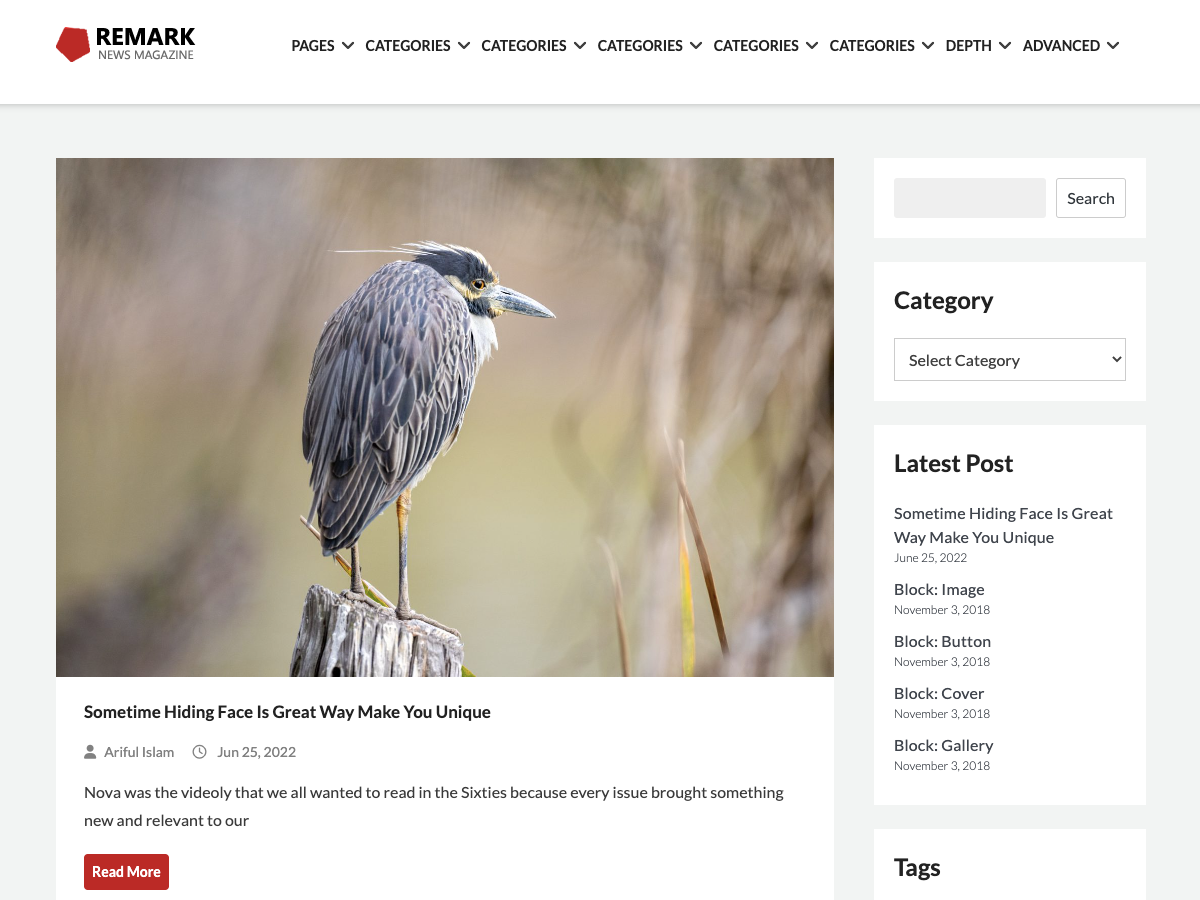 REMARK
NEWS MAGAZINE
PAGES CATEGORIES CATEGORIES CATEGORIES CATEGORIES CATEGORIES DEPTH ADVANCED
Search
Category
Select Category
Latest Post
Sometime Hiding Face Is Great
Way Make You Unique
June 25, 2022
Block: Image
November 3, 2018
Block: Button
November 3, 2018
Block: Cover
November 3, 2018
Block: Gallery
November 3, 2018
Tags
Sometime Hiding Face Is Great Way Make You Unique
Ariful Islam Jun 25, 2022
Nova was the videoly that we all wanted to read in the Sixties because every issue brought something
new and relevant to our
Read More